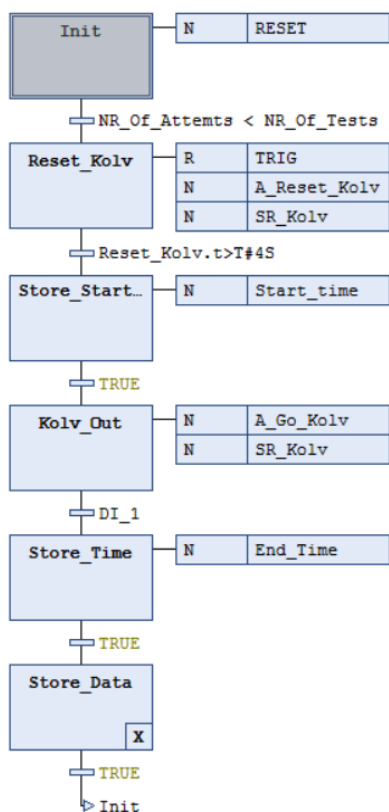 Init N RESET
NR_Of_Attemts < NR_Of_Tests
Reset_Kolv R TRIG
N A_Reset_Kolv
N SR_Kolv
Reset_Kolv.t>T#4S
Store_Start… N Start_time
TRUE
Kolv_Out N A_Go_Kolv
N SR_Kolv
DI_1
Store_Time N End_Time
TRUE
Store_Data
X
TRUE
Init